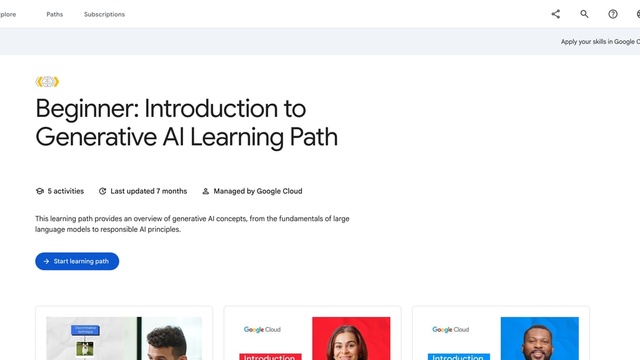 plore Paths Subscriptions
Apply your skills in Google C
Beginner: Introduction to
Generative AI Learning Path
5 activities Last updated 7 months Managed by Google Cloud
This learning path provides an overview of generative AI concepts, from the fundamentals of large
language models to responsible AI principles.
Start learning path
Google Cloud Google Cloud
Introduction Introduction